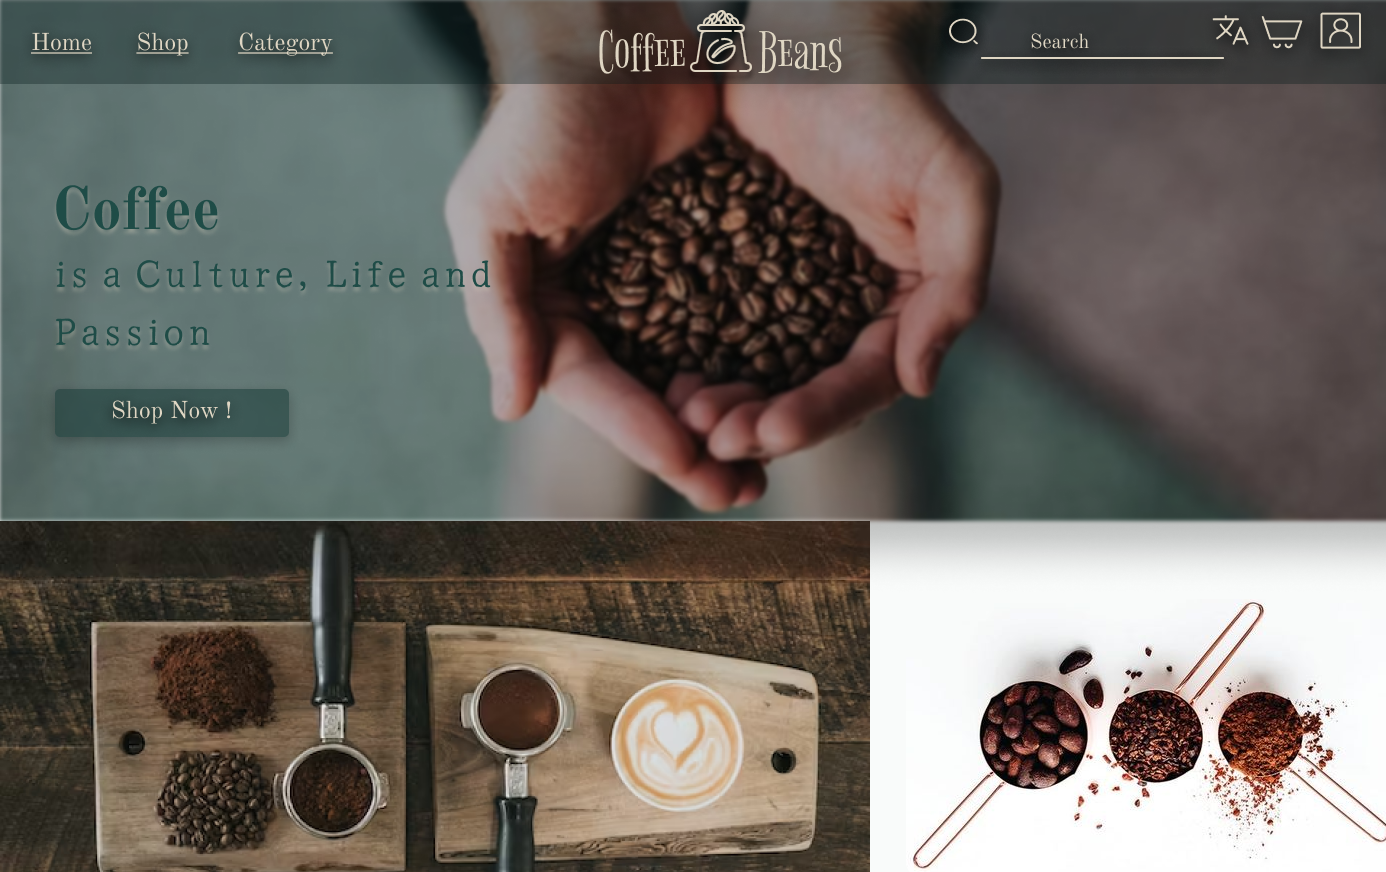 Home
Shop
Category
Coffee Beans
Search
Coffee
is a Culture, Life and
Passion
Shop Now !